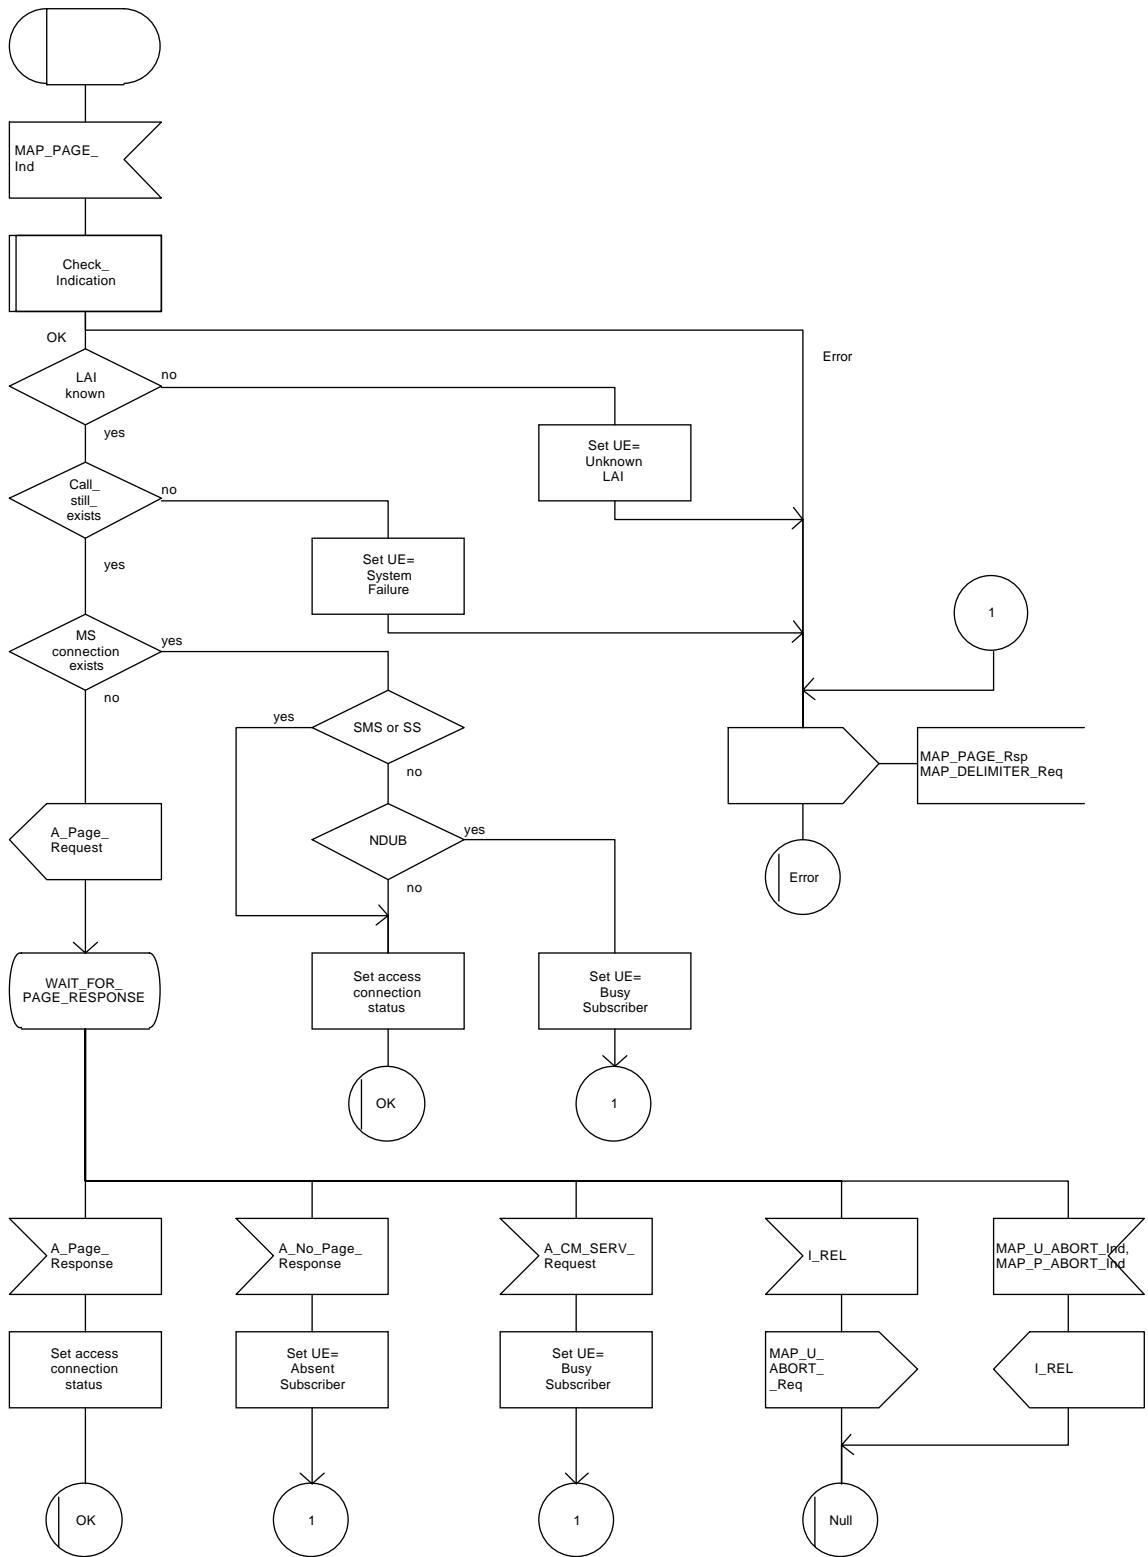 MAP_PAGE_
Ind
Check_
Indication
OK
Error
LAI
known
no
yes
Set UE=
Unknown
LAI
Call_
still_
exists
no
yes
Set UE=
System
Failure
1
MS
connection
exists
yes
no
yes
SMS or SS
no
MAP_PAGE_Rsp
MAP_DELIMITER_Req
A_Page_
Request
NDUB
yes
no
Error
WAIT_FOR_
PAGE_RESPONSE
Set access
connection
status
Set UE=
Busy
Subscriber
OK
1
A_Page_
Response
A_No_Page_
Response
A_CM_SERV_
Request
I_REL
MAP_U_ABORT_Ind,
MAP_P_ABORT_Ind
Set access
connection
status
Set UE=
Absent
Subscriber
Set UE=
Busy
Subscriber
MAP_U_
ABORT_
_Req
I_REL
OK
1
1
Null